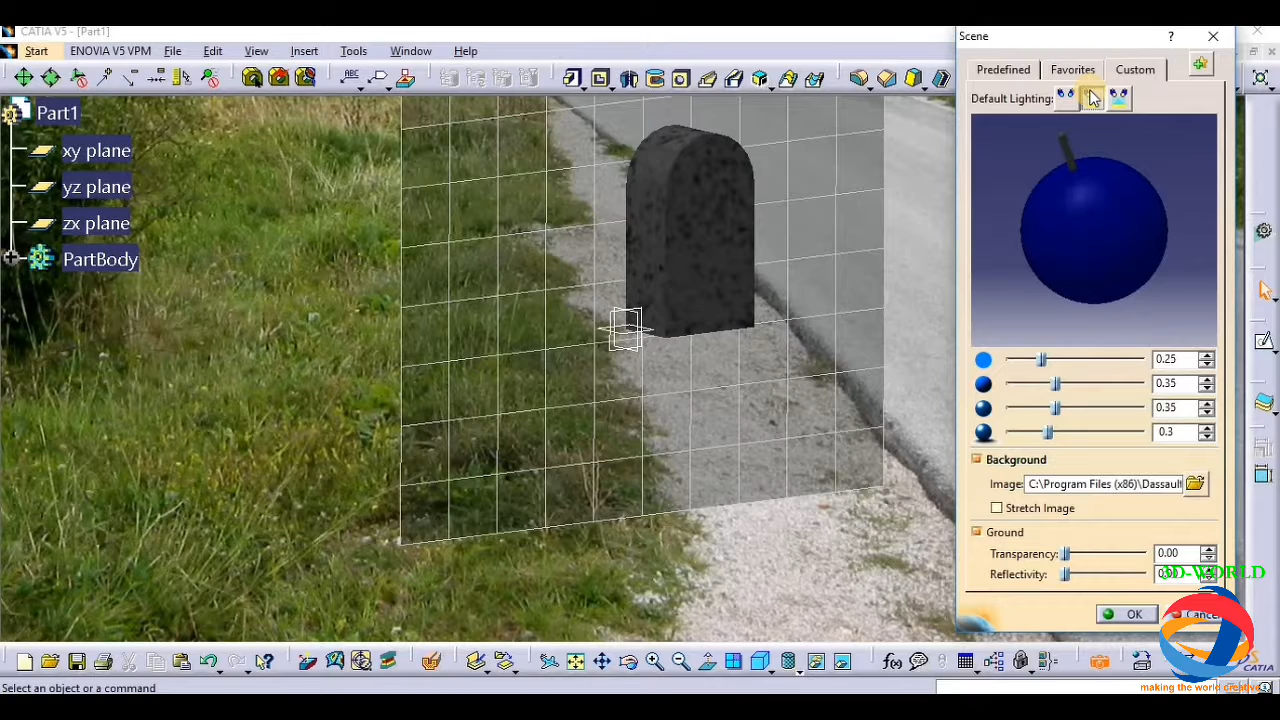 CATIA V5 - [Part1]
Start ENOVIA V5 VPM File Edit View Insert Tools Window Help
ABC
Part1
xy plane
yz plane
zx plane
PartBody
Scene
Predefined Favorites Custom
Default Lighting:
0.25
0.35
0.35
0.3
Background
Image: C:\Program Files (x86)\Dassault
Stretch Image
Ground
Transparency: 0.00
Reflectivity:
3D-WORLD
OK Cancel
f(x)
CATIA
making the world creative
Select an object or a command